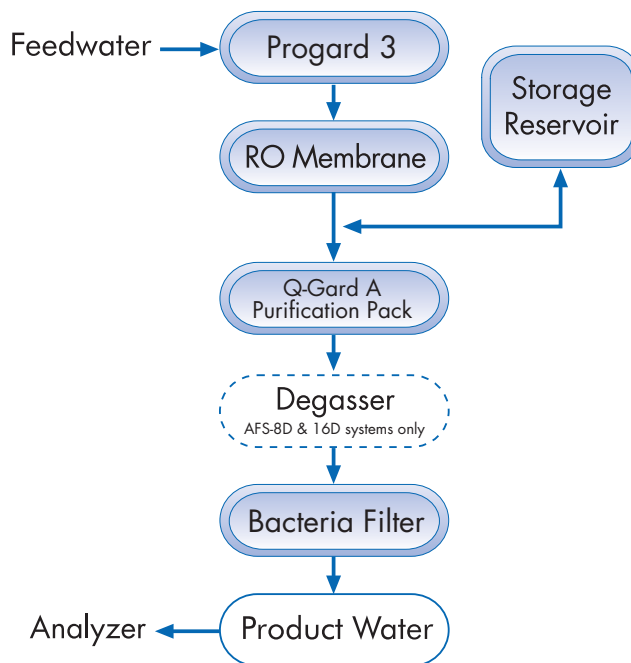 Feedwater
Progard 3
Storage
Reservoir
RO Membrane
Q-Gard A
Purification Pack
Degasser
AFS-8D & 16D systems only
Bacteria Filter
Analyzer
Product Water